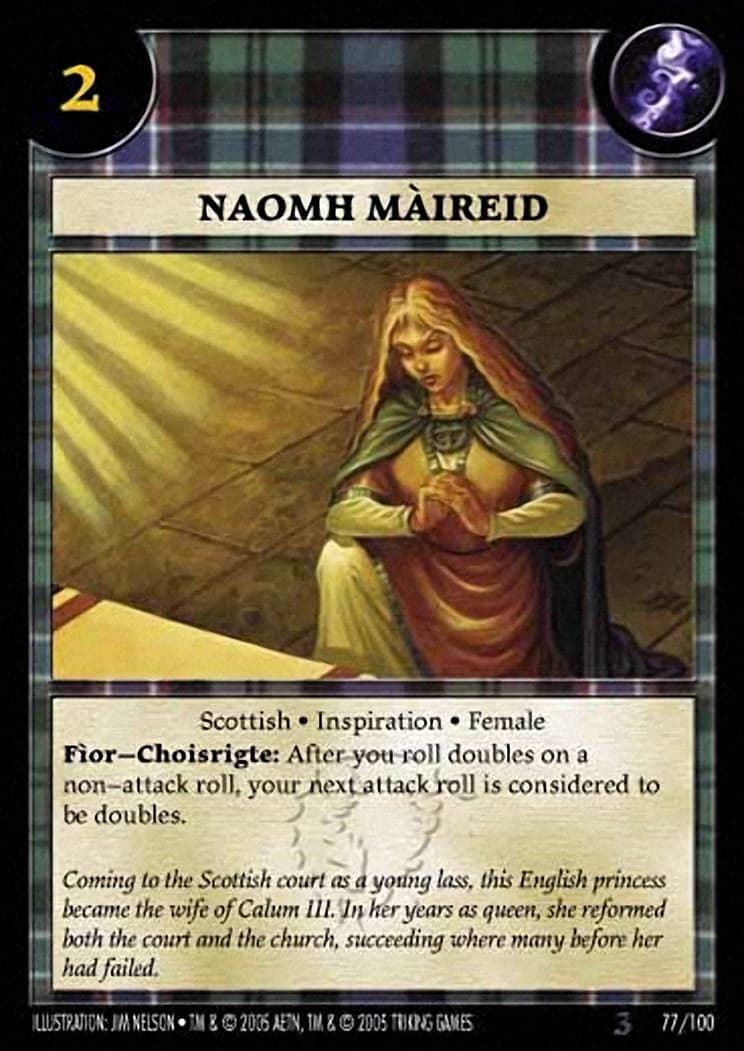 2
NAOMH MÀIREID
Scottish • Inspiration • Female
Fìor–Choisrigte: After you roll doubles on a
non–attack roll, your next attack roll is considered to
be doubles.
Coming to the Scottish court as a young lass, this English princess
became the wife of Calum III. In her years as queen, she reformed
both the court and the church, succeeding where many before her
had failed.
ILLUSTRATION: JIM NELSON • TM & © 2005 AETN, TM & © 2005 TRIKING GAMES
3 77/100